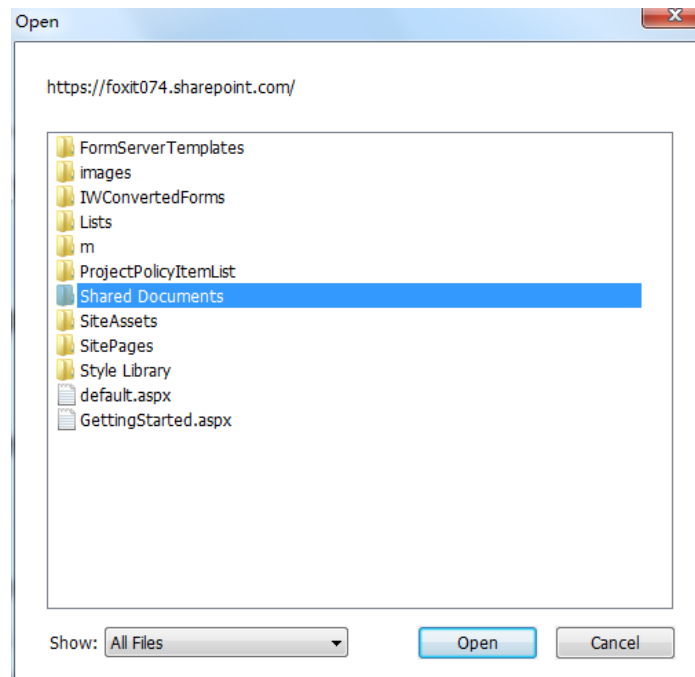 Open
https://foxit074.sharepoint.com/
FormServerTemplates
images
IWConvertedForms
Lists
m
ProjectPolicyItemList
Shared Documents
SiteAssets
SitePages
Style Library
default.aspx
GettingStarted.aspx
Show: All Files Open Cancel